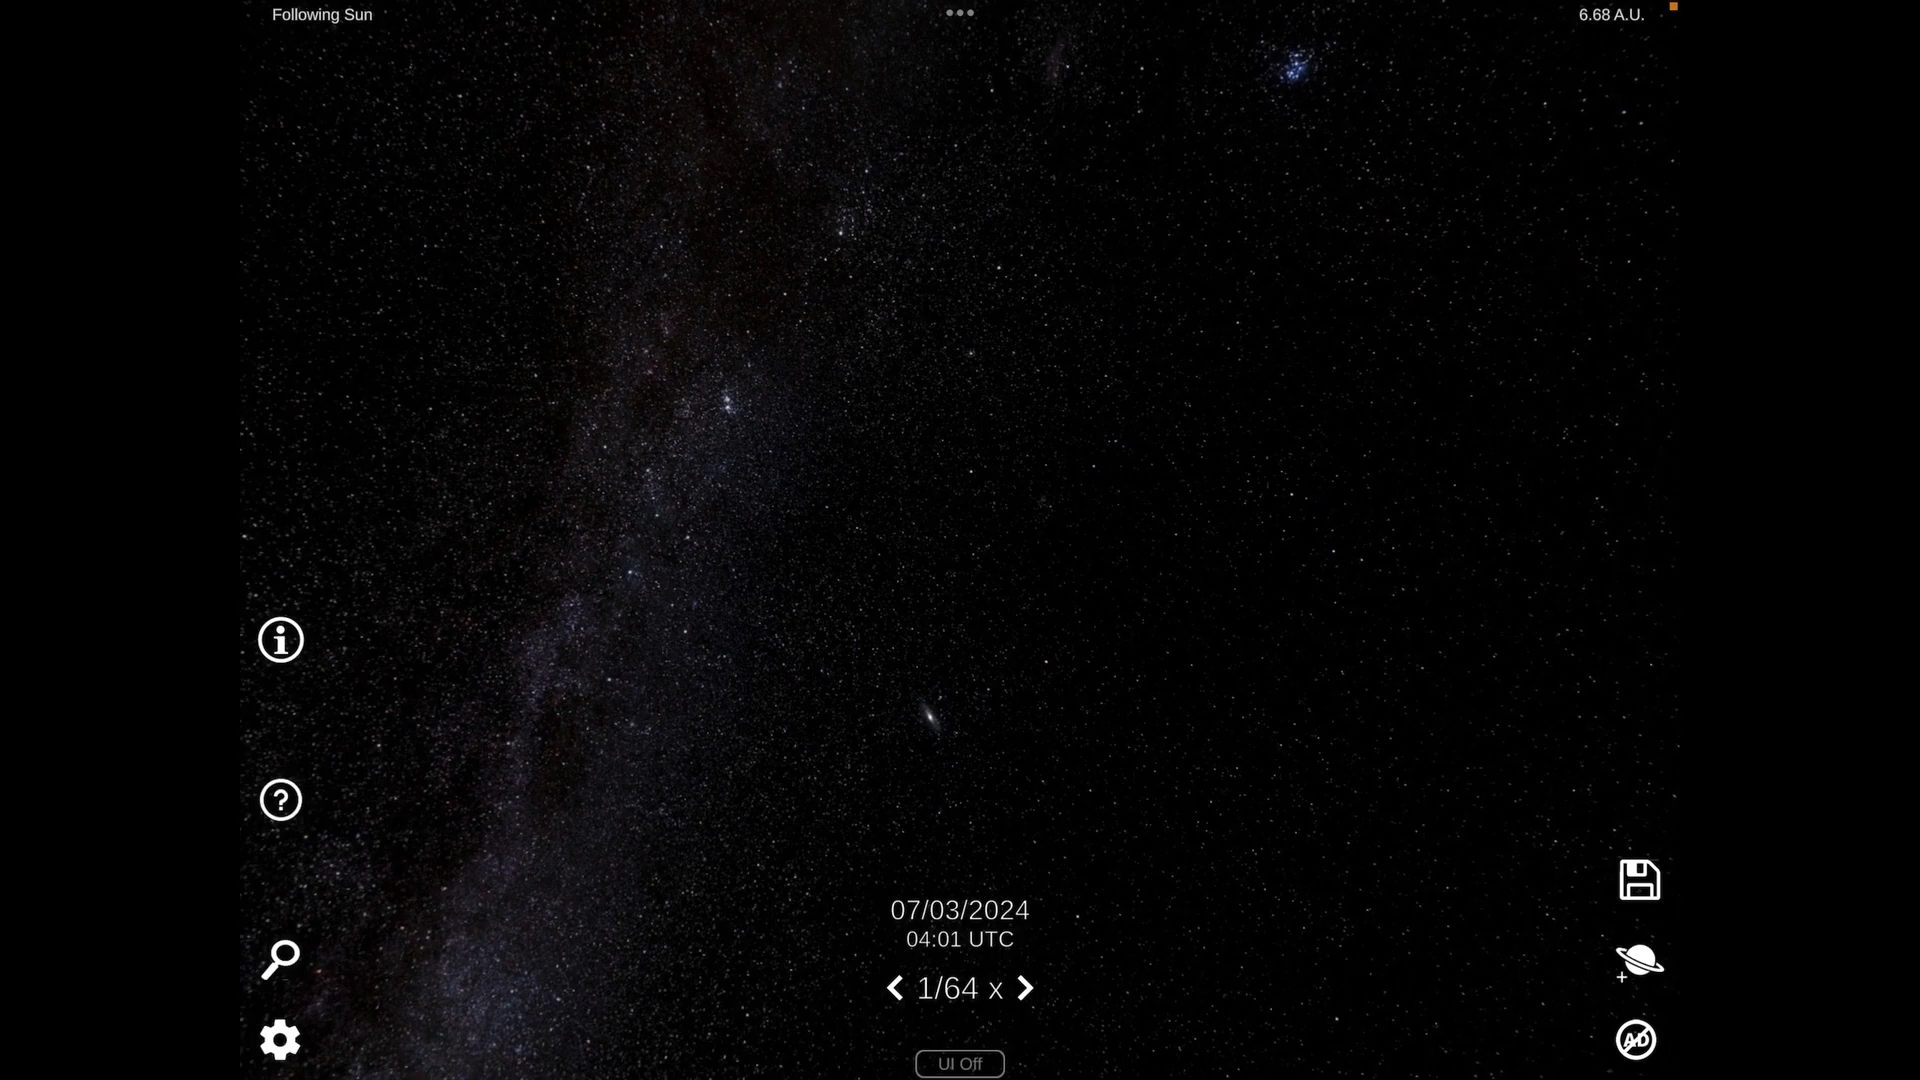 Following Sun
6.68 A.U.
07/03/2024
04:01 UTC
1/64 x
UI Off
AD